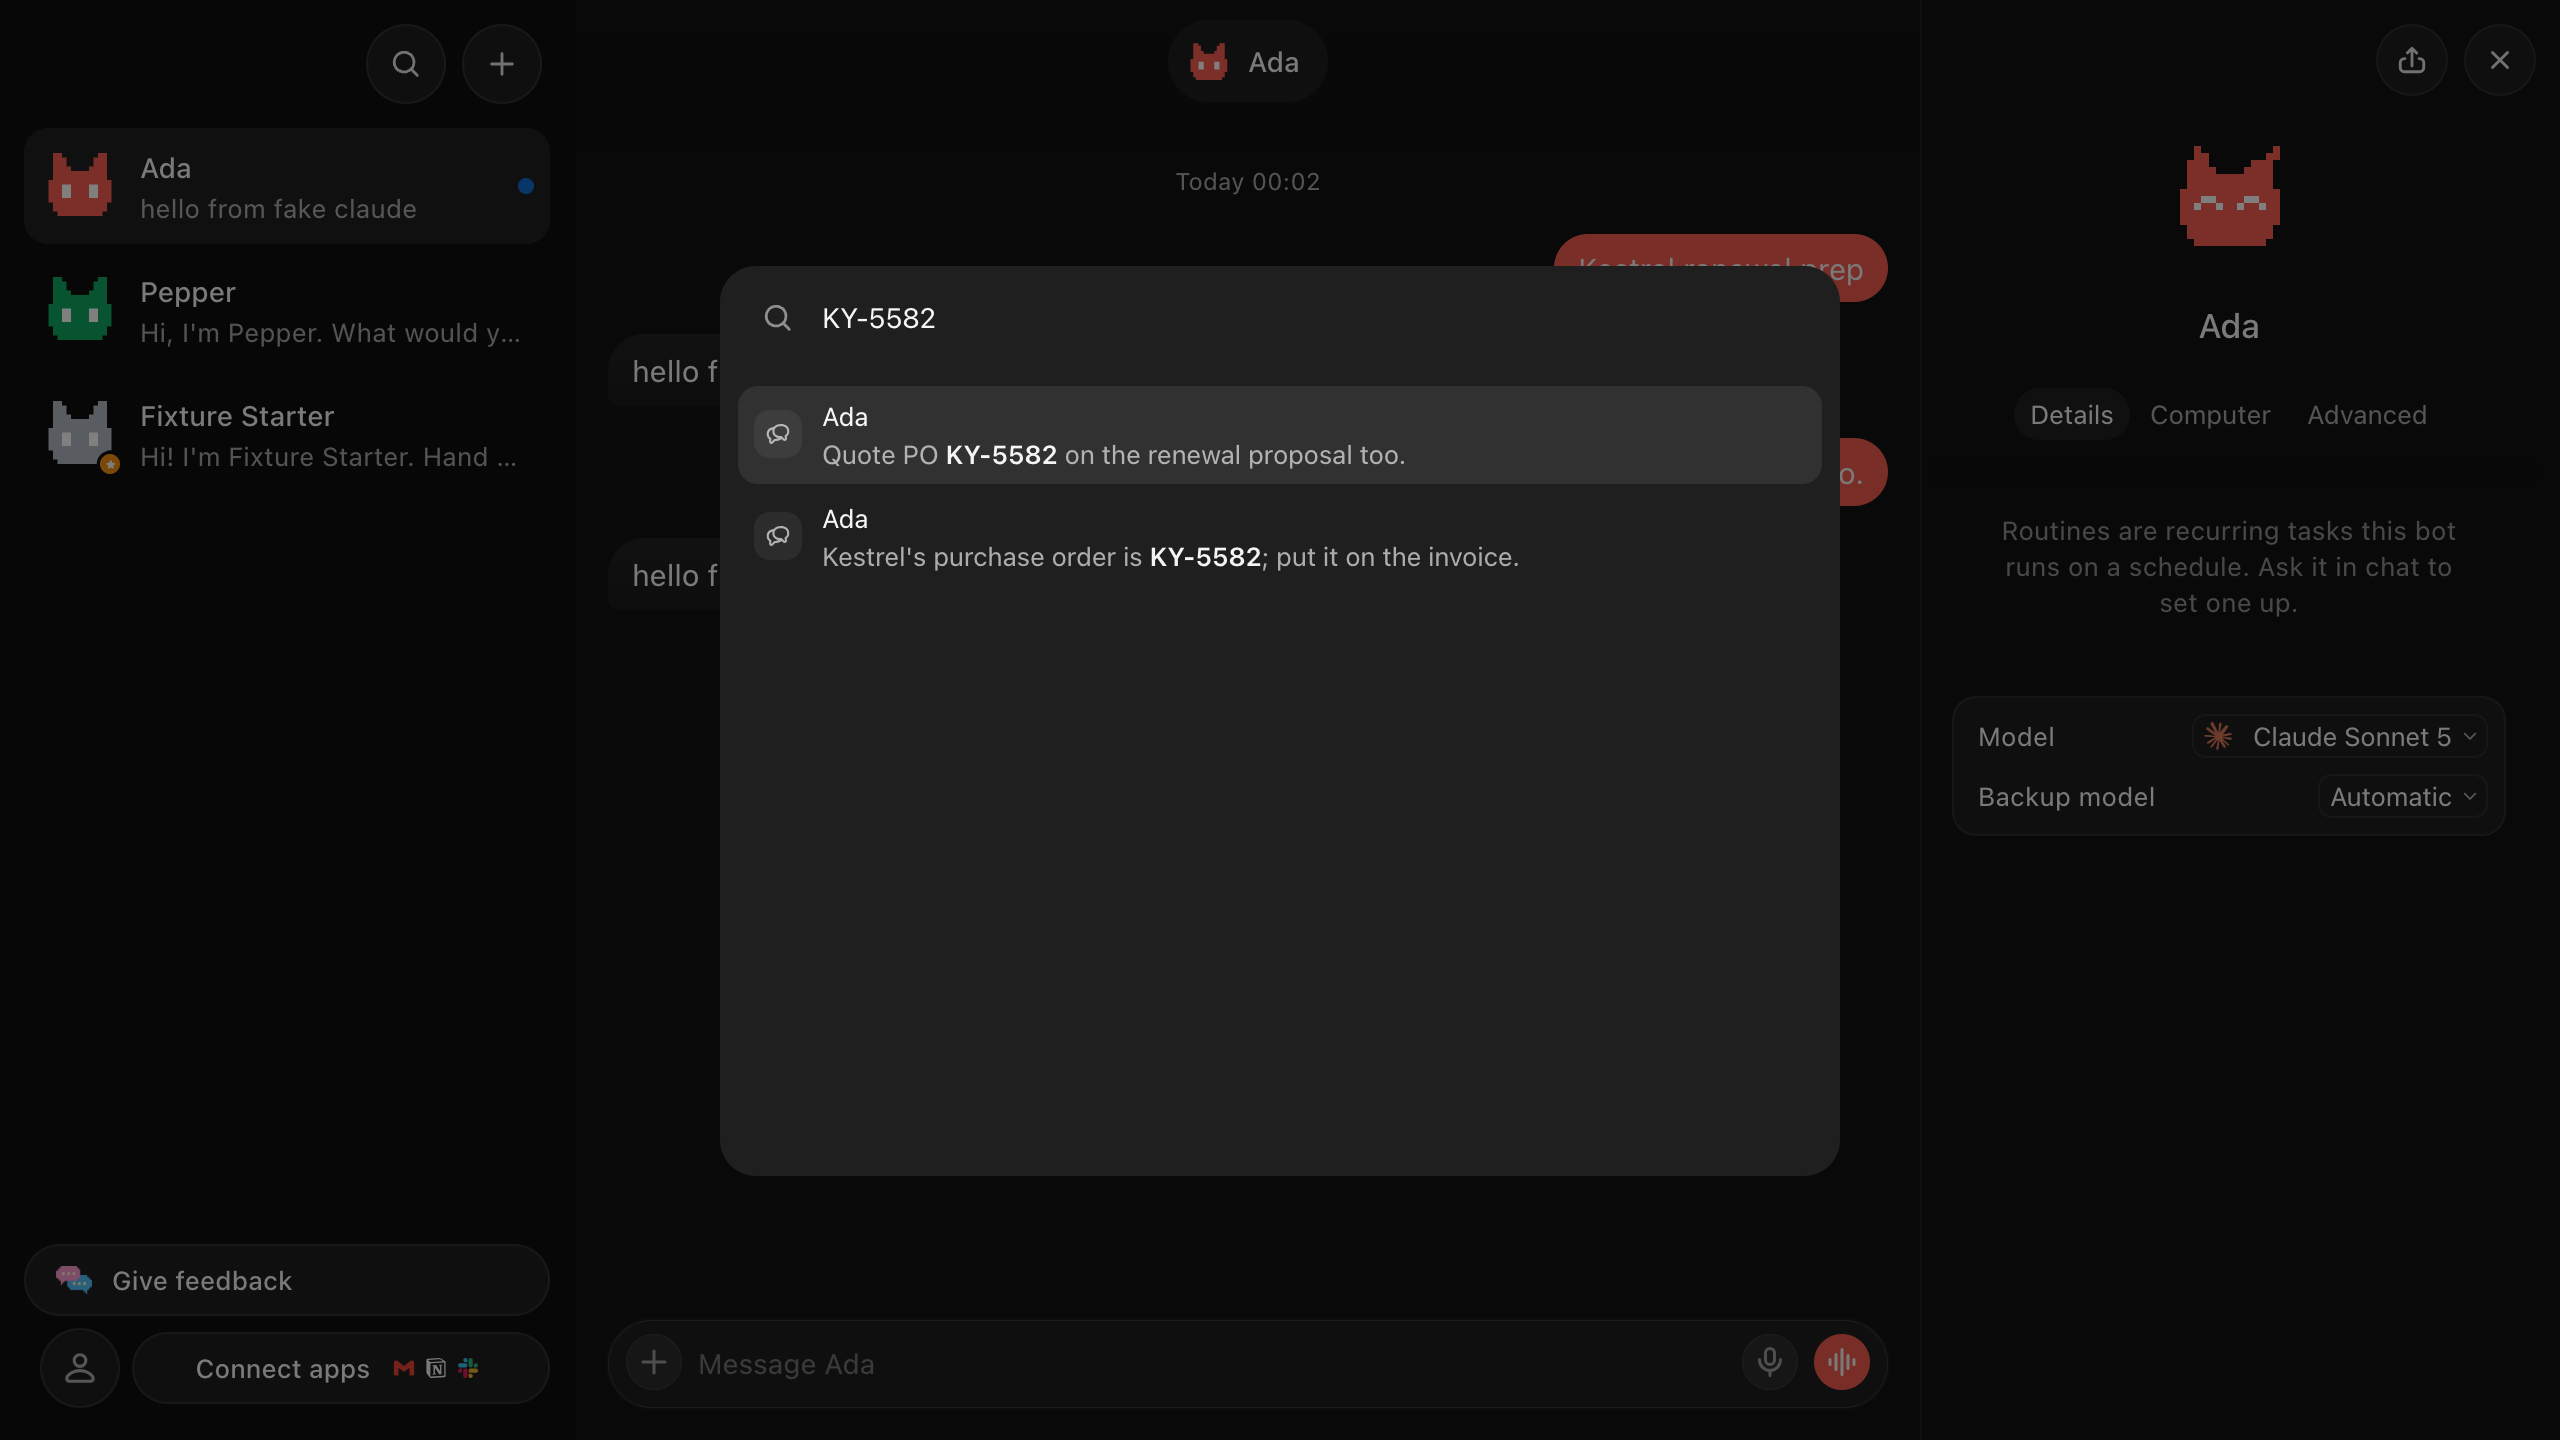 Ada
hello from fake claude
Pepper
Hi, I'm Pepper. What would y...
Fixture Starter
Hi! I'm Fixture Starter. Hand ...
Give feedback
Connect apps
Ada
Today 00:02
Kestrel renewal prep
hello f
o.
hello f
KY-5582
Ada
Quote PO KY-5582 on the renewal proposal too.
Ada
Kestrel's purchase order is KY-5582; put it on the invoice.
Message Ada
Ada
Details Computer Advanced
Routines are recurring tasks this bot
runs on a schedule. Ask it in chat to
set one up.
Model Claude Sonnet 5
Backup model Automatic